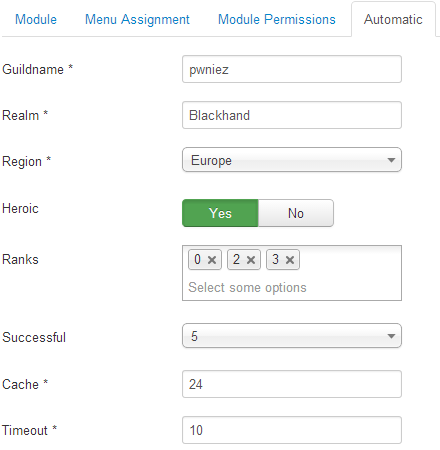 Module Menu Assignment Module Permissions Automatic
Guildname * pwniez
Realm * Blackhand
Region * Europe
Heroic Yes No
Ranks 0 × 2 × 3 ×
Select some options
Successful 5
Cache * 24
Timeout * 10